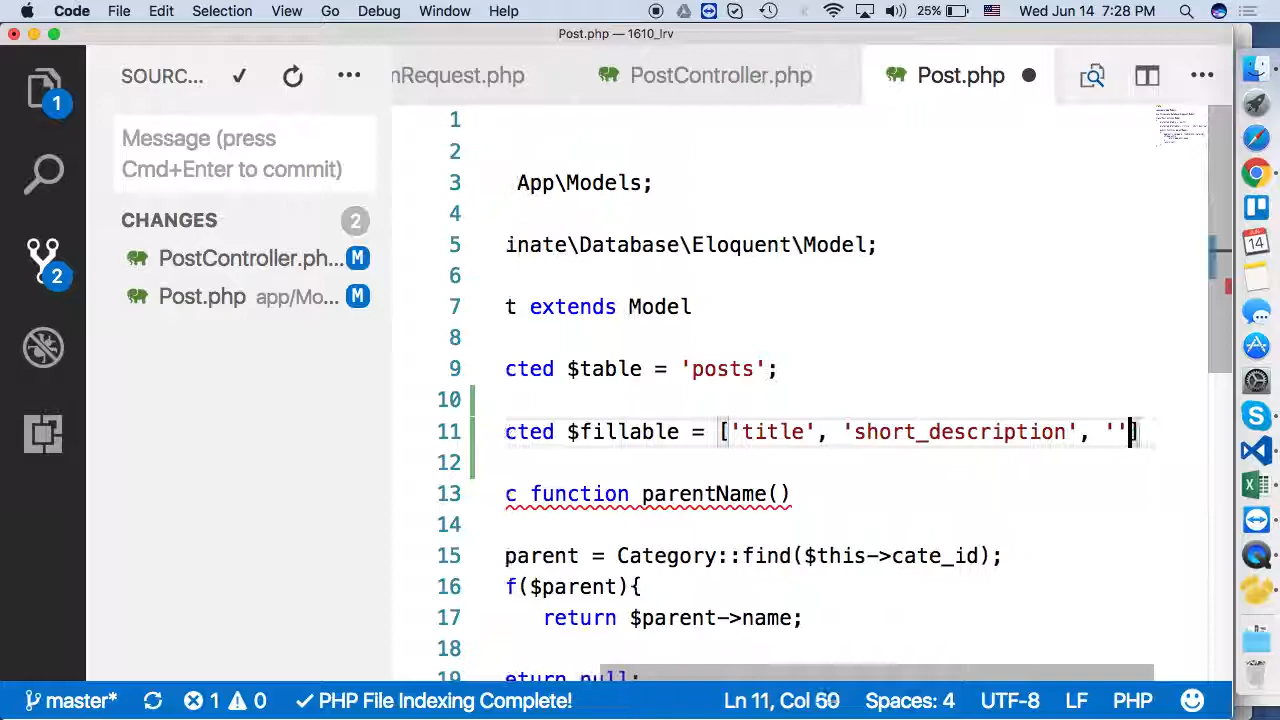 Code File Edit Selection View Go Debug Window Help 25% Wed Jun 14 7:28 PM
Post.php — 1610_lrv
SOURC... nRequest.php PostController.php Post.php
Message (press
Cmd+Enter to commit)
CHANGES 2
PostController.ph... M
Post.php app/Mo... M
1
2
1
2
3 App\Models;
4
5 inate\Database\Eloquent\Model;
6
7 t extends Model
8
9 cted $table = 'posts';
10
11 cted $fillable = ['title', 'short_description', '']
12
13 c function parentName()
14
15 parent = Category::find($this->cate_id);
16 f($parent){
17 return $parent->name;
18
19 eturn null;
master* 1 0 PHP File Indexing Complete! Ln 11, Col 60 Spaces: 4 UTF-8 LF PHP
14